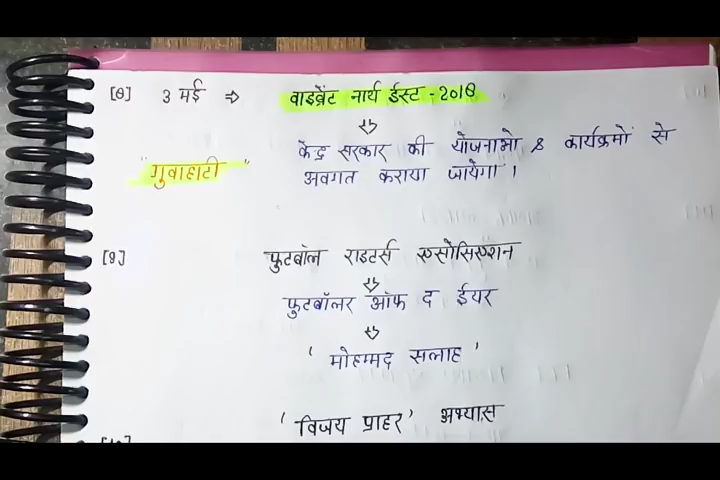 [8] 3 मई ⇒ वाइब्रेंट नार्थ ईस्ट - 2018
केंद्र सरकार की योजनाओ & कार्यक्रमों से
"गुवाहाटी" अवगत कराया जायेगा।
[9] फुटबॉल राइटर्स एसोसिएशन
फुटबॉलर ऑफ द ईयर
'मोहम्मद सलाह'
'विजय प्राहर' अभ्यास